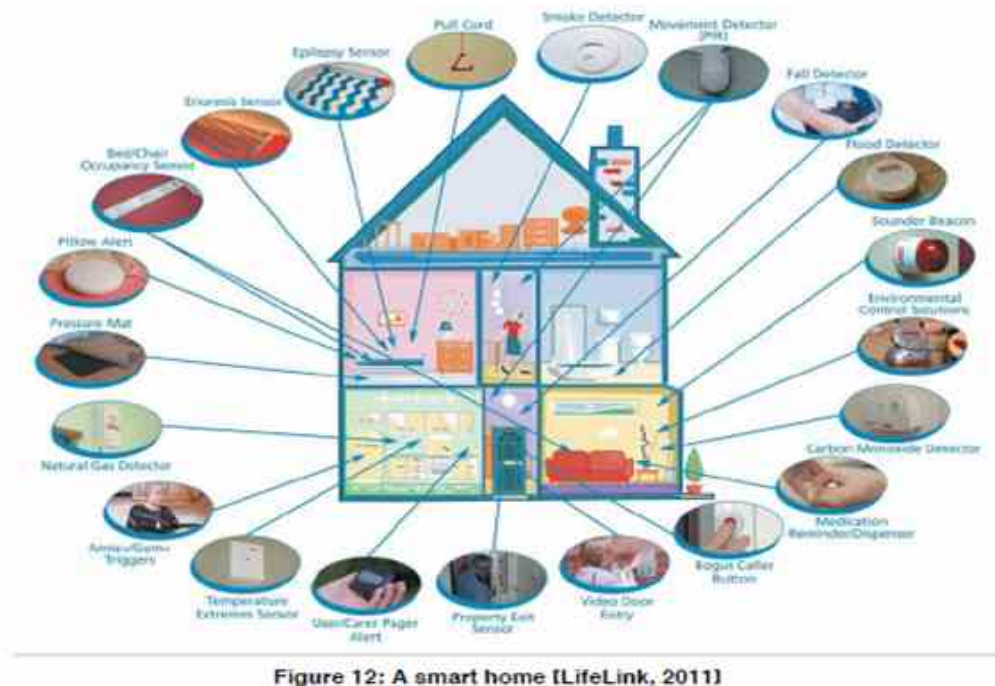 Pull Cord
Smoke Detector
Movement Detector
(PIR)
Epilepsy Sensor
Fall Detector
Enuresis Sensor
Flood Detector
Bed/Chair
Occupancy Sensor
Sounder Beacon
Pillow Alert
Environmental
Control Solutions
Pressure Mat
Natural Gas Detector
Carbon Monoxide Detector
Triggers
Medication
Reminder/Dispenser
Temperature
Extremes Sensor
User/Carer Pager
Alert
Property Exit
Sensor
Video Door
Entry
Bogus Caller
Button
Figure 12: A smart home [LifeLink, 2011]